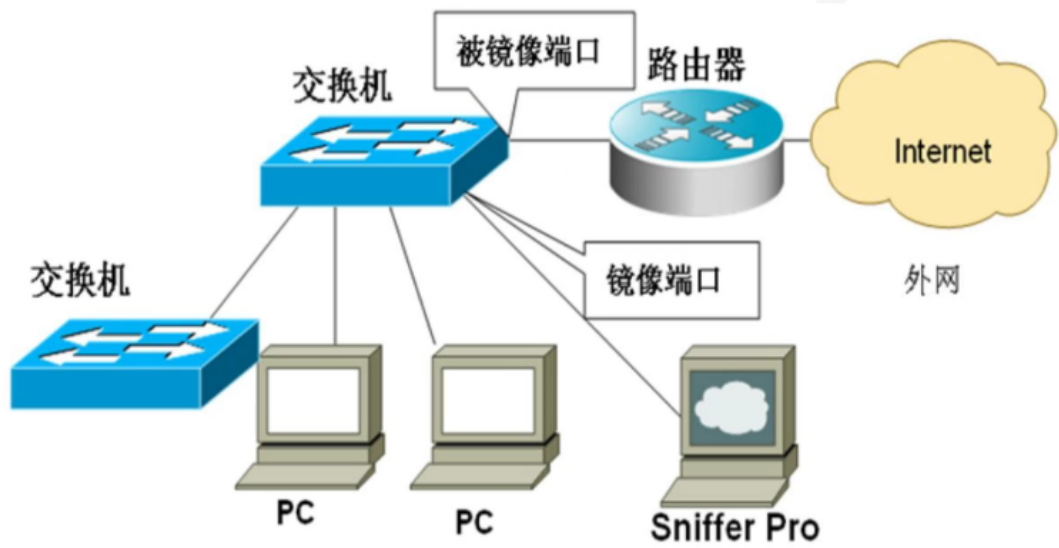 被镜像端口
路由器
交换机
Internet
镜像端口
外网
交换机
PC
PC
Sniffer Pro